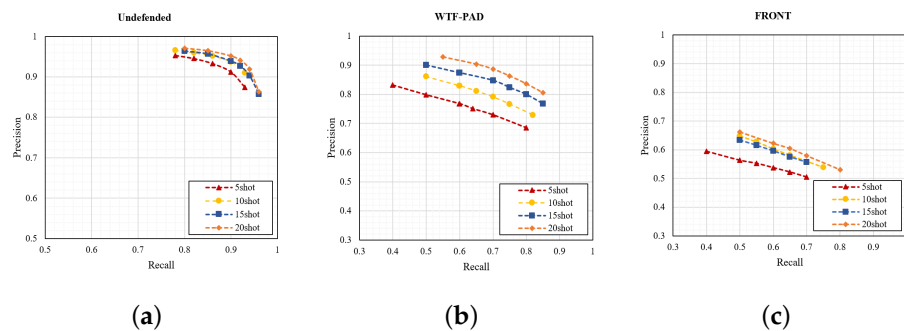 Undefended
1
0.9
0.8
0.7
0.6
0.5
Precision
0.5
0.6
0.7
0.8
0.9
1
Recall
5shot
10shot
15shot
20shot
(a)
WTF-PAD
1
0.9
0.8
0.7
0.6
0.5
0.4
0.3
Precision
0.3
0.4
0.5
0.6
0.7
0.8
0.9
1
Recall
5shot
10shot
15shot
20shot
(b)
FRONT
1
0.9
0.8
0.7
0.6
0.5
0.4
0.3
Precision
0.3
0.4
0.5
0.6
0.7
0.8
0.9
1
Recall
5shot
10shot
15shot
20shot
(c)